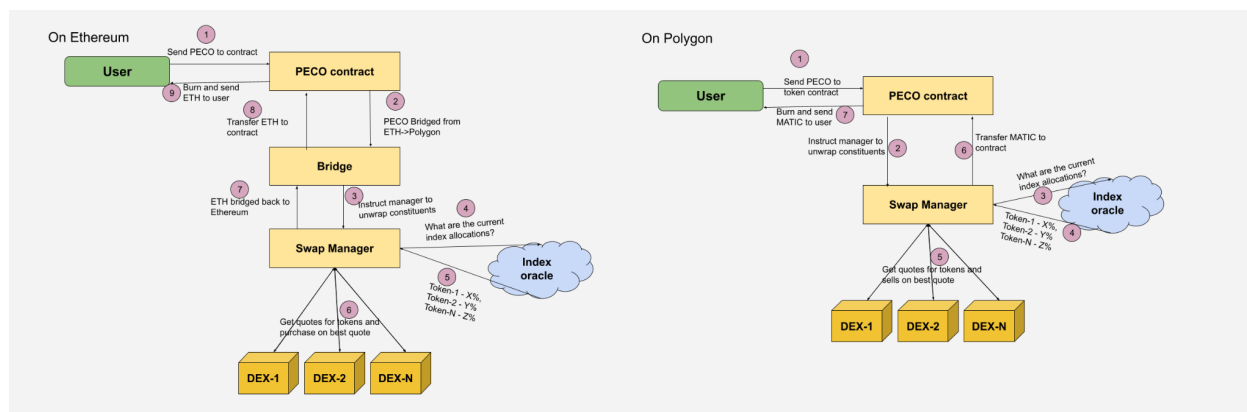 On Ethereum
1
Send PECO to contract
User
PECO contract
Burn and send
ETH to user
9
8
Transfer ETH to
contract
2
PECO Bridged from
ETH->Polygon
Bridge
7
ETH bridged back to
Ethereum
3
Instruct manager to
unwrap constituents
4
What are the current
index allocations?
Swap Manager
Index
oracle
5
Token-1 - X%,
Token-2 - Y%
Token-N - Z%
6
Get quotes for tokens and
purchase on best quote
DEX-1
DEX-2
DEX-N
On Polygon
1
Send PECO to
token contract
User
PECO contract
Burn and send
MATIC to user
7
Instruct manager to
unwrap constituents
2
6
Transfer MATIC to
contract
What are the current
index allocations?
3
Swap Manager
Index
oracle
4
Token-1 - X%,
Token-2 - Y%
Token-N - Z%
5
Get quotes for tokens and
sells on best quote
DEX-1
DEX-2
DEX-N